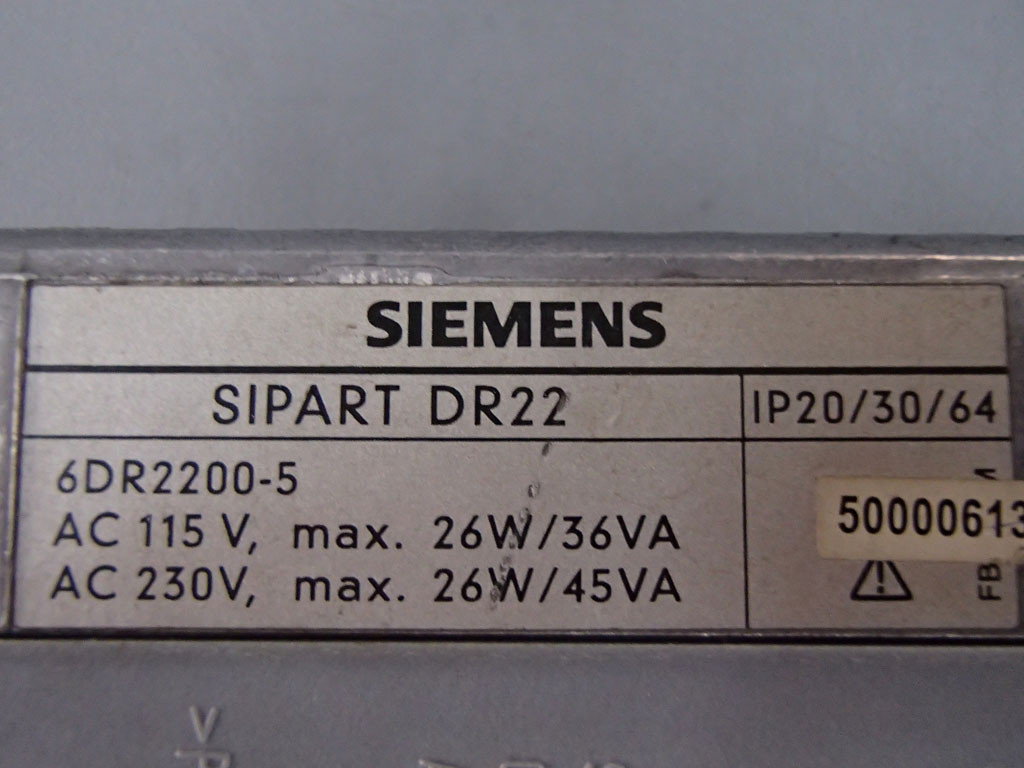 SIEMENS
SIPART DR22
IP20/30/64
6DR2200-5
AC 115 V, max. 26W/36VA
AC 230V, max. 26W/45VA
50000613
FB